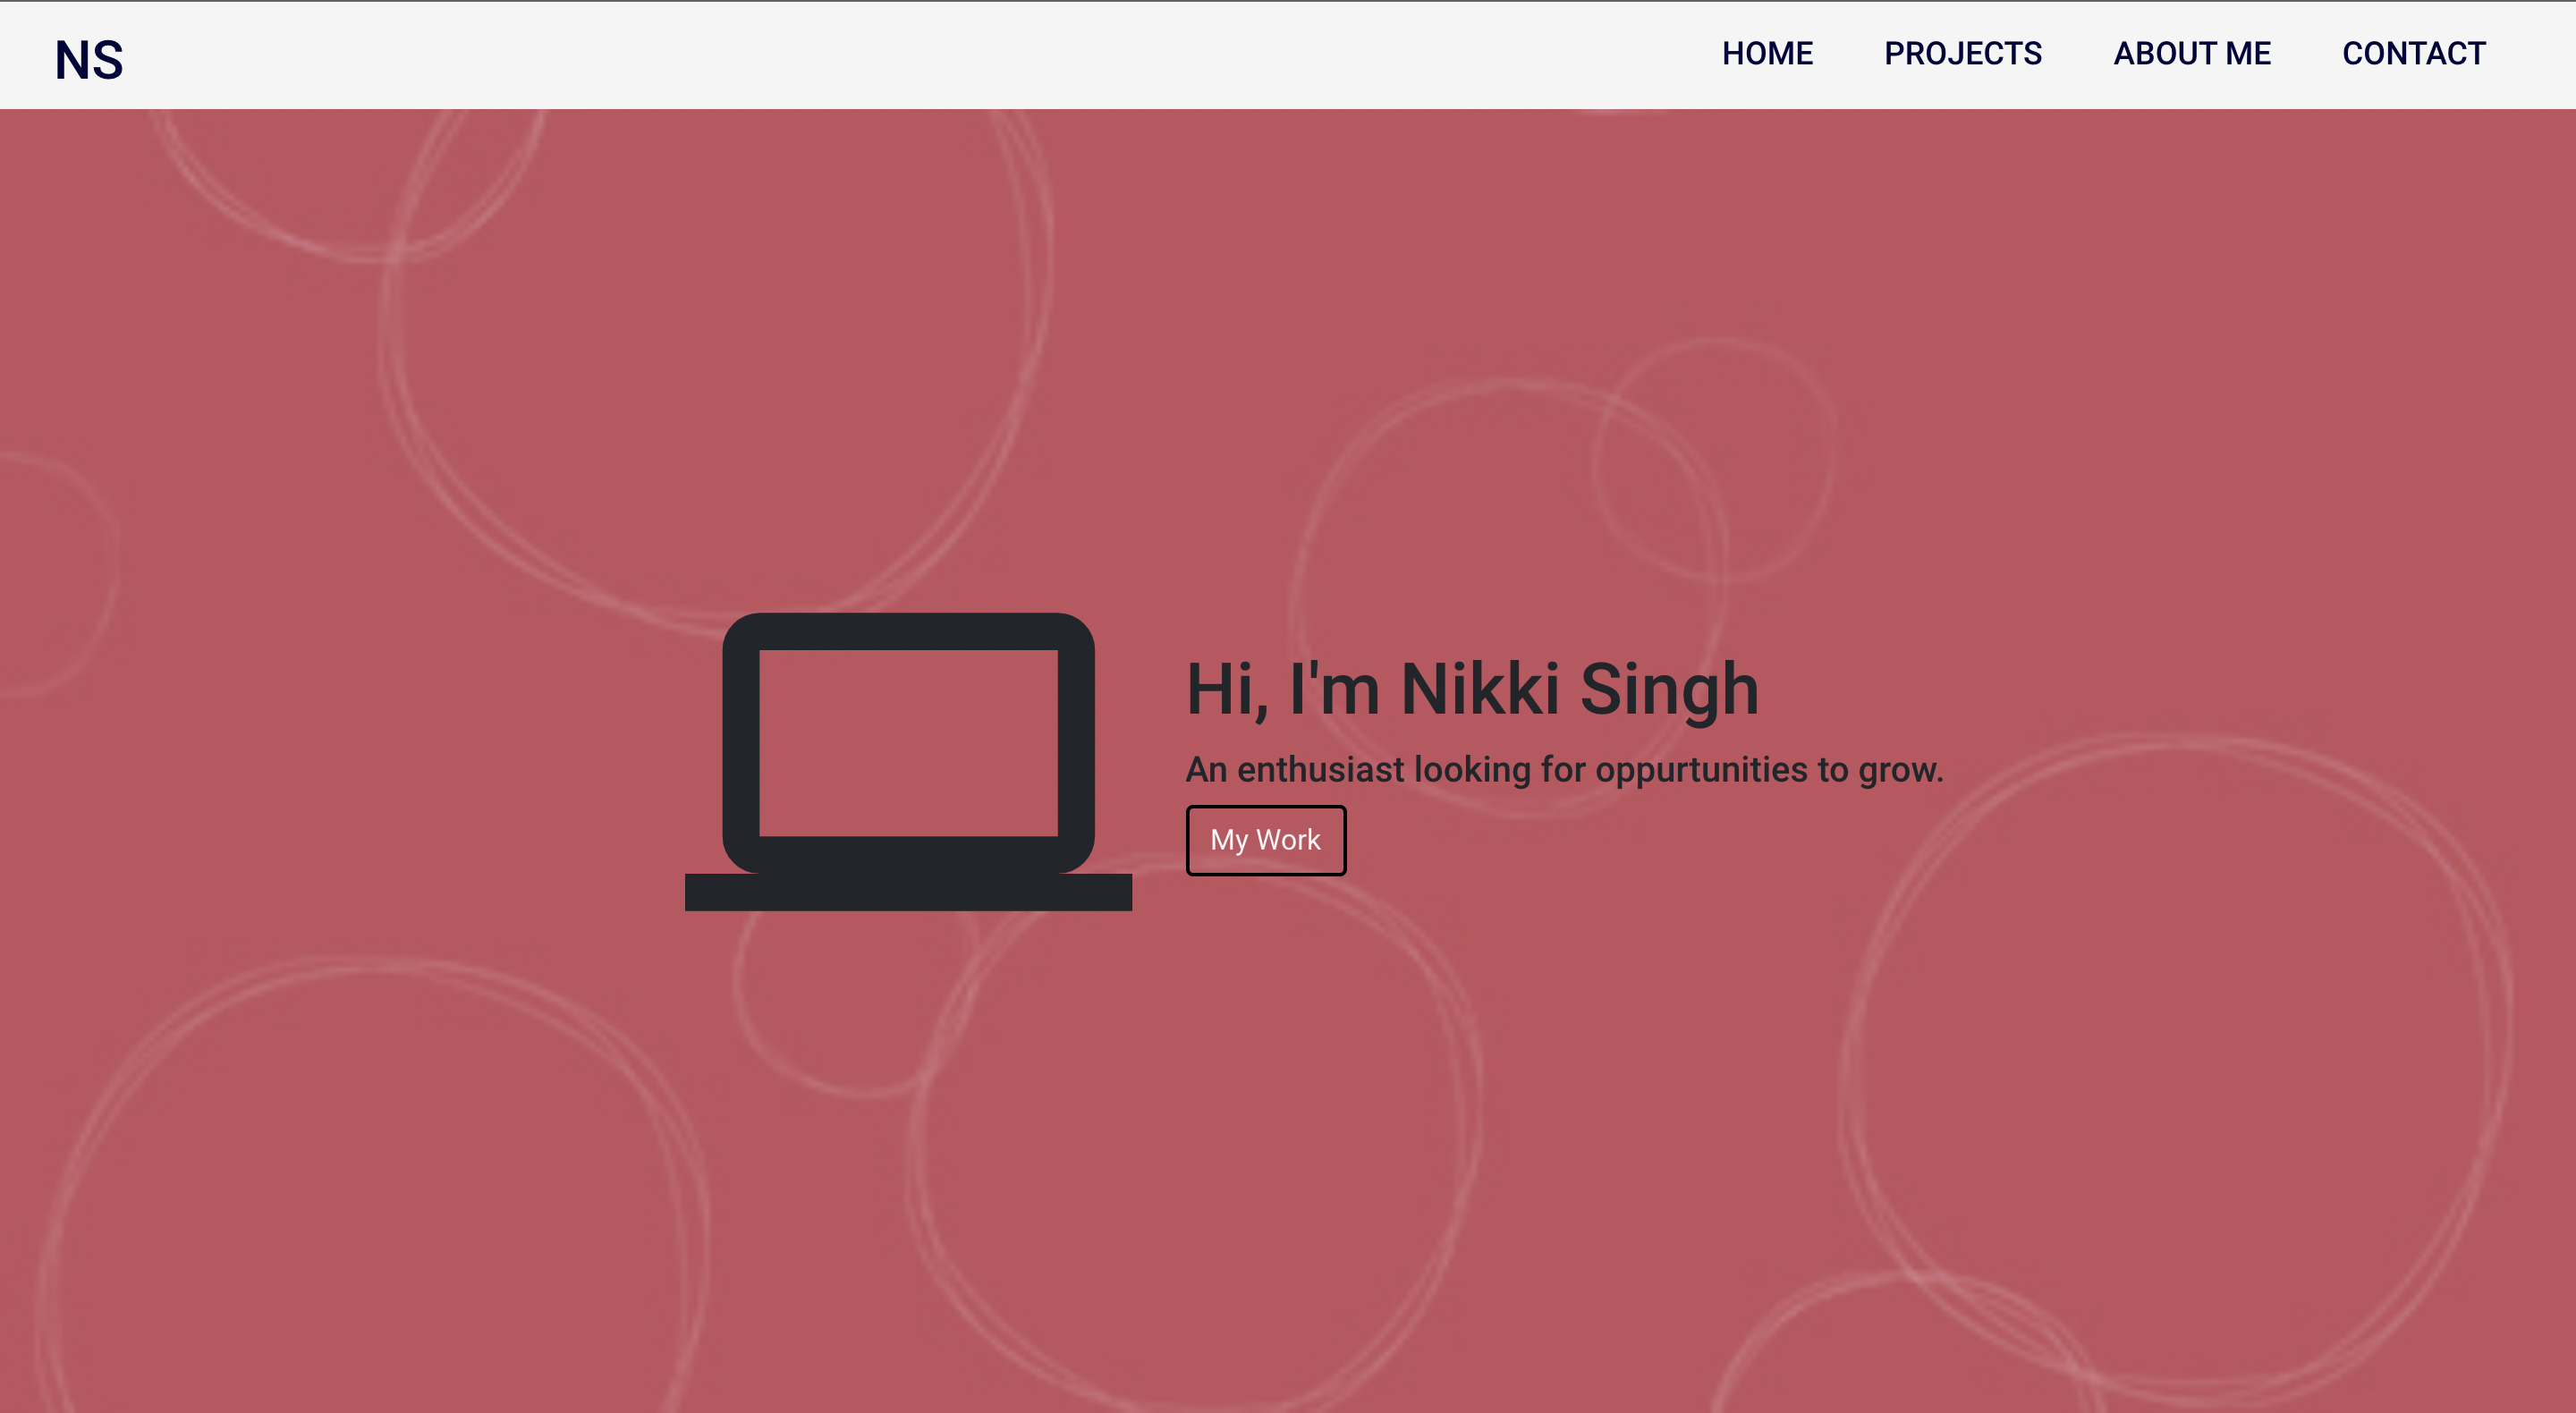 NS
HOME PROJECTS ABOUT ME CONTACT
Hi, I'm Nikki Singh
An enthusiast looking for oppurtunities to grow.
My Work